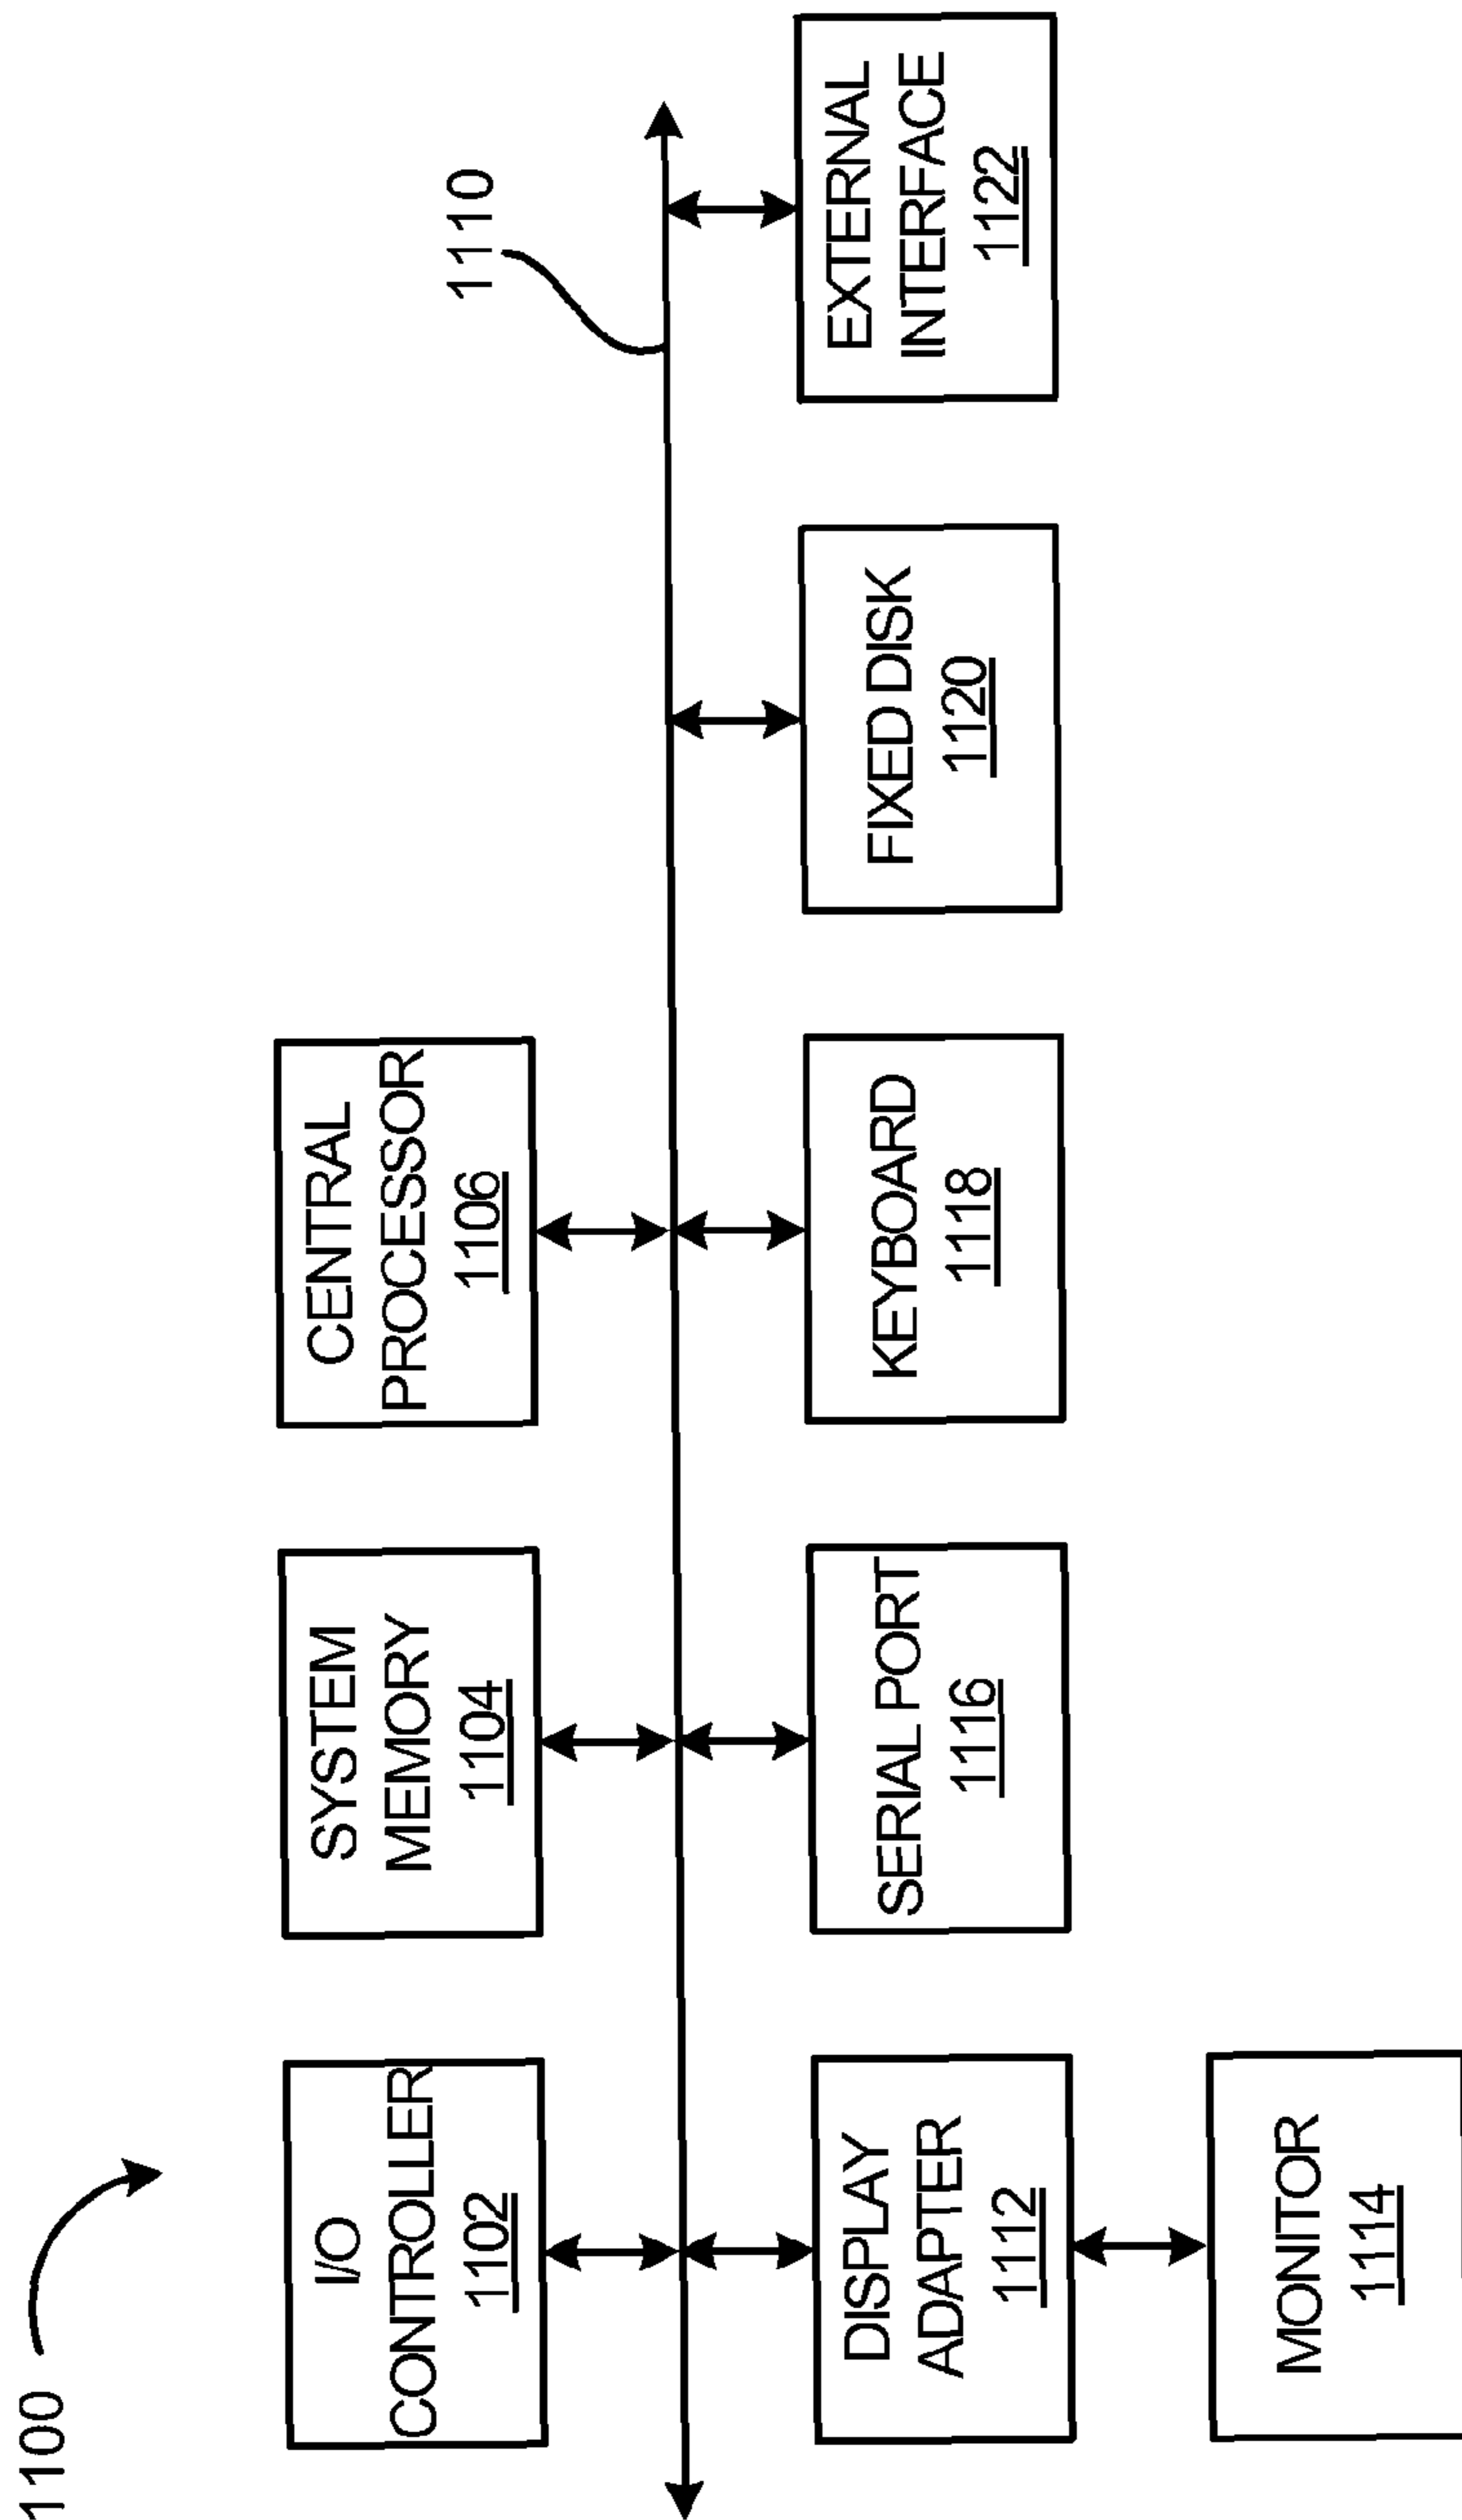 1100
I/O
CONTROLLER
1102
SYSTEM
MEMORY
1104
CENTRAL
PROCESSOR
1106
1110
DISPLAY
ADAPTER
1112
SERIAL PORT
1116
KEYBOARD
1118
FIXED DISK
1120
EXTERNAL
INTERFACE
1122
MONITOR
1114